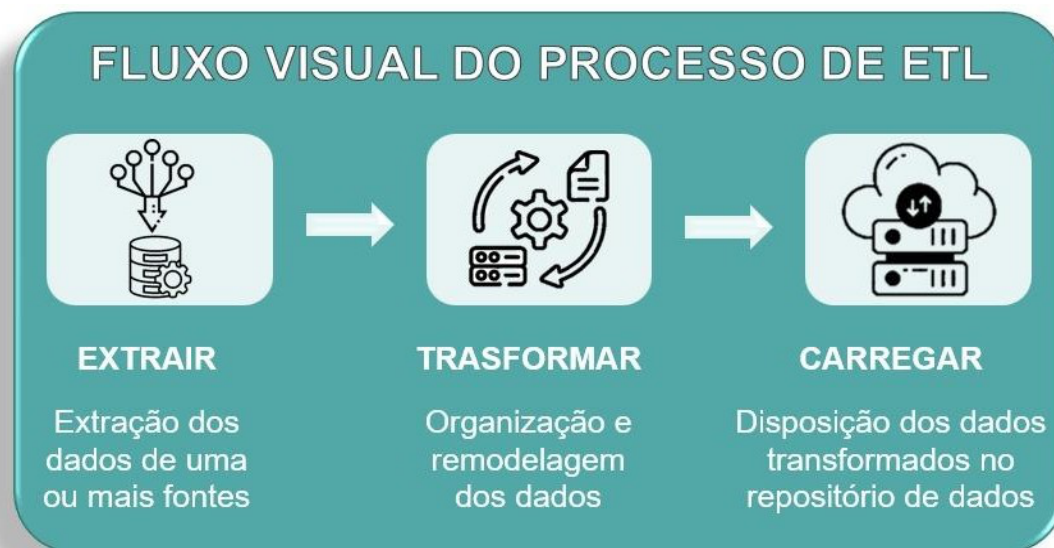 FLUXO VISUAL DO PROCESSO DE ETL
EXTRAIR
Extração dos
dados de uma
ou mais fontes
TRASFORMAR
Organização e
remodelagem
dos dados
CARREGAR
Disposição dos dados
transformados no
repositório de dados